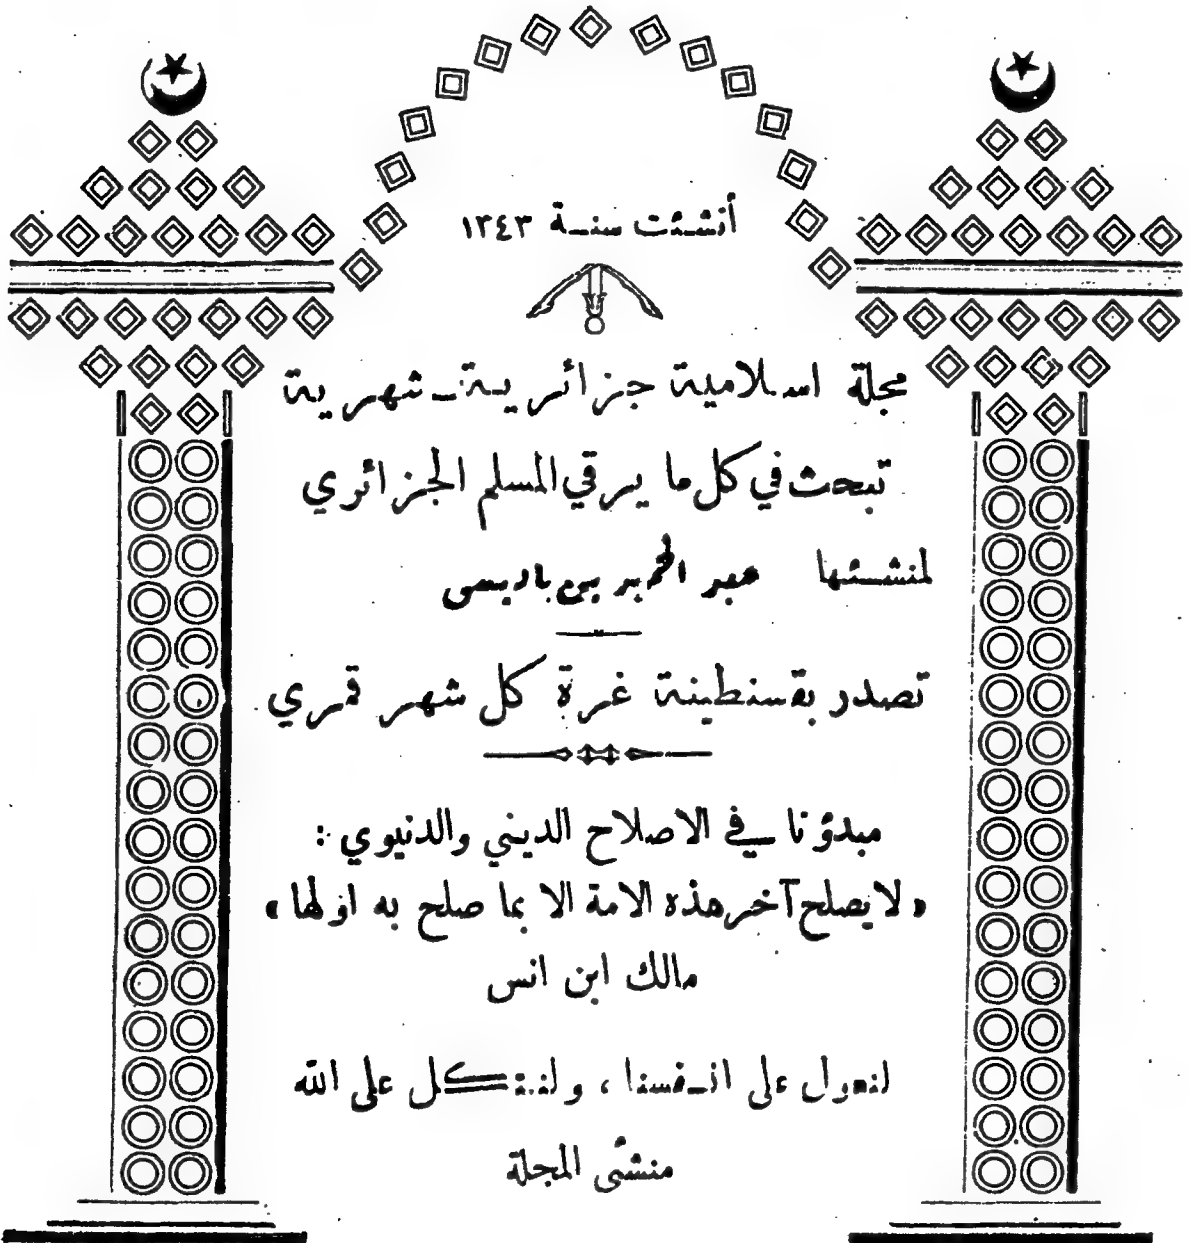 أنشئت سنة ١٣٤٣
مجلة اسلامية جزائرية ـ شهرية
تبحث في كل ما يرقي المسلم الجزائري
لمنشئها عبد الحميد بن باديس
تصدر بقسنطينة غرة كل شهر قمري
مبدؤنا في الاصلاح الديني والدنيوي :
« لا يصلح آخر هذه الامة الا بما صلح به اولها »
مالك ابن انس
لنعول على انفسنا ، ولنتكل على الله
منشئ المجلة